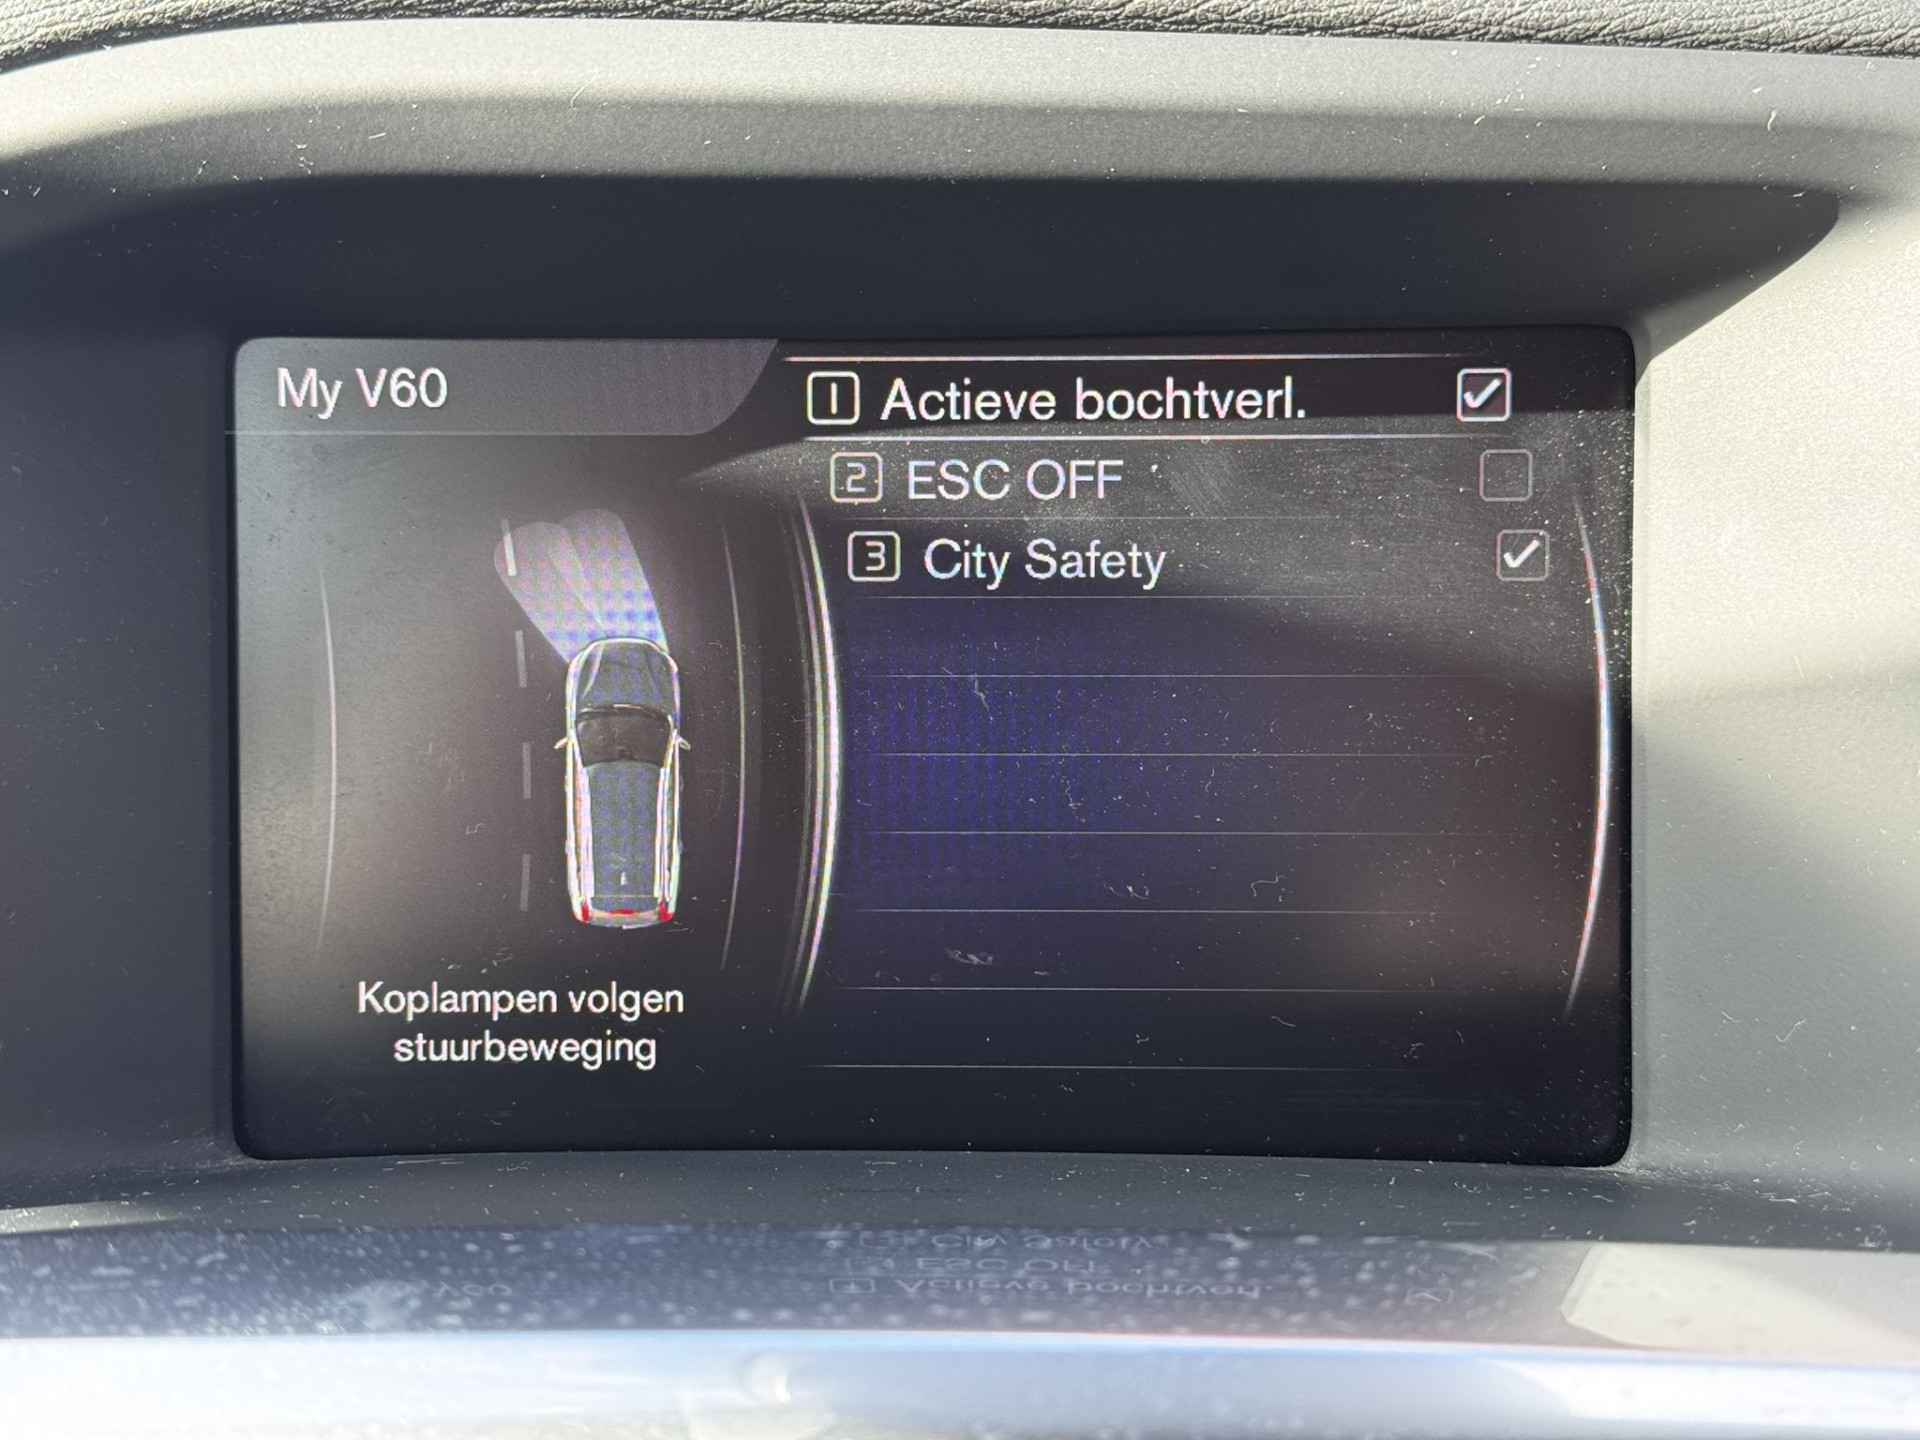 My V60
1 Actieve bochtverl.
2 ESC OFF
3 City Safety
Koplampen volgen
stuurbeweging